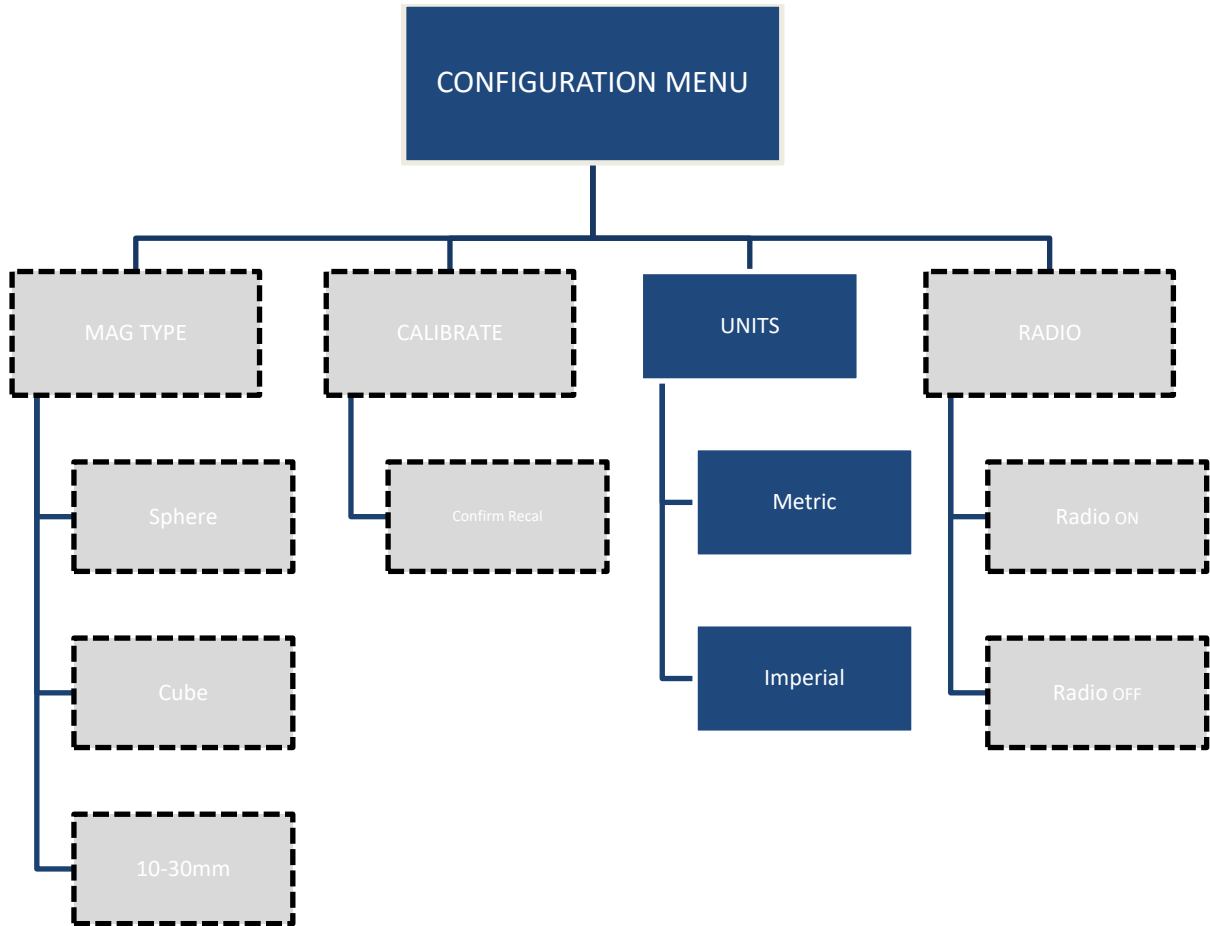 CONFIGURATION MENU
MAG TYPE
CALIBRATE
UNITS
RADIO
Sphere
Confirm Recal
Metric
Radio ON
Cube
Imperial
Radio OFF
10-30mm